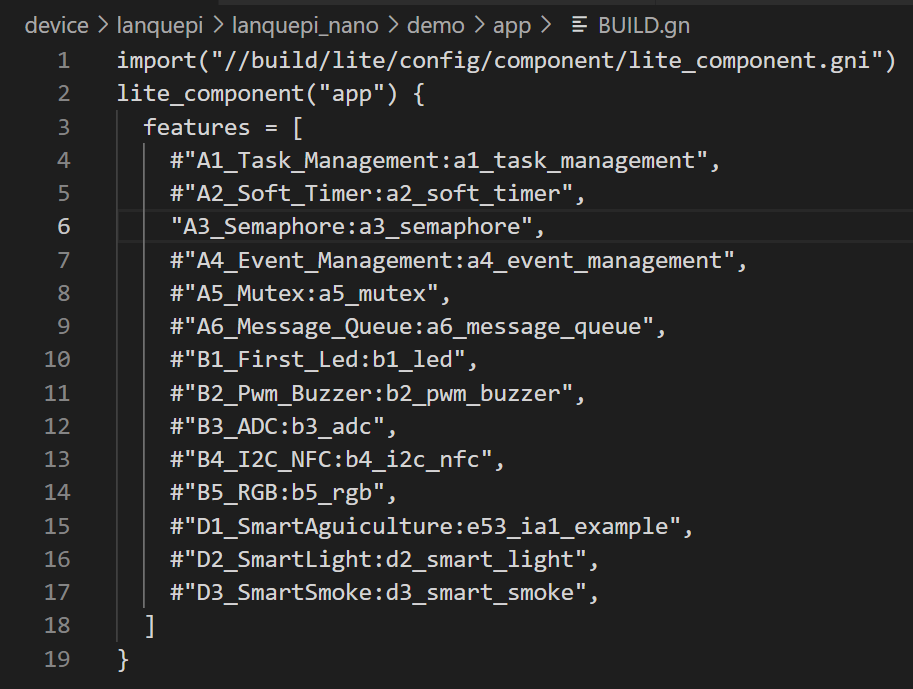 device > lanquepi > lanquepi_nano > demo > app > BUILD.gn
1 import("//build/lite/config/component/lite_component.gni")
2 lite_component("app") {
3   features = [
4     #"A1_Task_Management:a1_task_management",
5     #"A2_Soft_Timer:a2_soft_timer",
6     "A3_Semaphore:a3_semaphore",
7     #"A4_Event_Management:a4_event_management",
8     #"A5_Mutex:a5_mutex",
9     #"A6_Message_Queue:a6_message_queue",
10     #"B1_First_Led:b1_led",
11     #"B2_Pwm_Buzzer:b2_pwm_buzzer",
12     #"B3_ADC:b3_adc",
13     #"B4_I2C_NFC:b4_i2c_nfc",
14     #"B5_RGB:b5_rgb",
15     #"D1_SmartAguiculture:e53_ia1_example",
16     #"D2_SmartLight:d2_smart_light",
17     #"D3_SmartSmoke:d3_smart_smoke",
18   ]
19 }